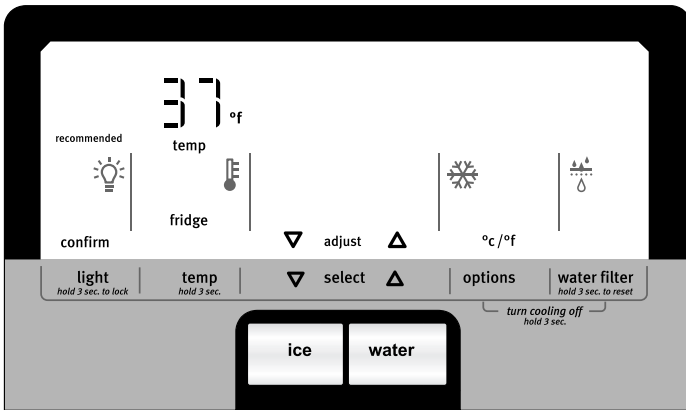 37 °f
recommended
temp
fridge
confirm
adjust
°c/°f
light
temp
select
options
water filter
hold 3 sec. to lock
hold 3 sec.
hold 3 sec. to reset
turn cooling off
hold 3 sec.
ice
water